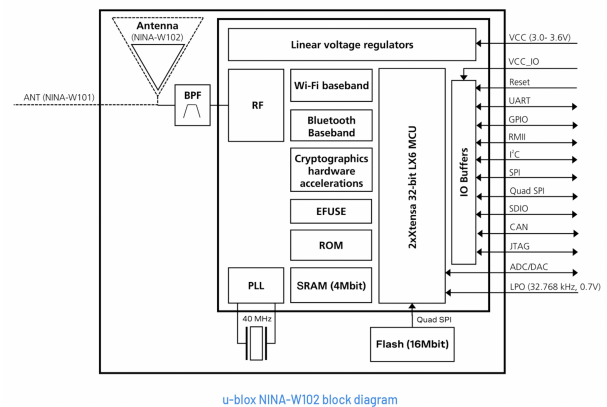 Antenna
(NINA-W102)
ANT (NINA-W101)
BPF
Linear voltage regulators
RF
Wi-Fi baseband
Bluetooth
Baseband
Cryptographics
hardware
accelerations
EFUSE
ROM
PLL
SRAM (4Mbit)
2xXtensa 32-bit LX6 MCU
IO Buffers
VCC (3.0- 3.6V)
VCC_IO
Reset
UART
GPIO
RMII
I²C
SPI
Quad SPI
SDIO
CAN
JTAG
ADC/DAC
LPO (32.768 kHz, 0.7V)
40 MHz
Quad SPI
Flash (16Mbit)
u-blox NINA-W102 block diagram